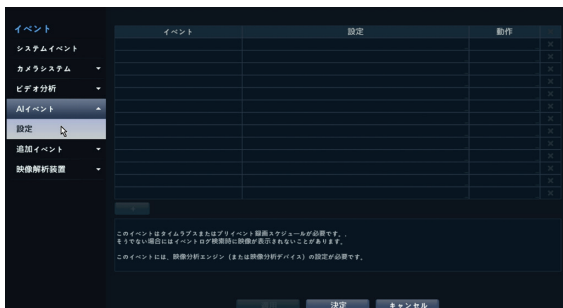 イベント
システムイベント
カメラシステム
ビデオ分析
AIイベント
設定
追加イベント
映像解析装置
イベント 設定 動作
このイベントはタイムラプスまたはプリイベント録画スケジュールが必要です。.
そうでない場合にはイベントログ検索時に映像が表示されないことがあります。
このイベントには、映像分析エンジン (または映像分析デバイス) の設定が必要です。
適用 決定 キャンセル